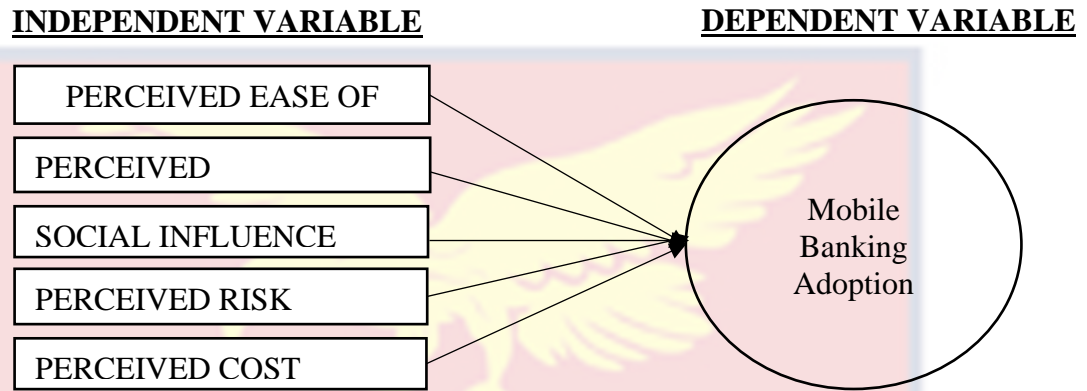 INDEPENDENT VARIABLE
DEPENDENT VARIABLE
PERCEIVED EASE OF
PERCEIVED
SOCIAL INFLUENCE
PERCEIVED RISK
PERCEIVED COST
Mobile
Banking
Adoption